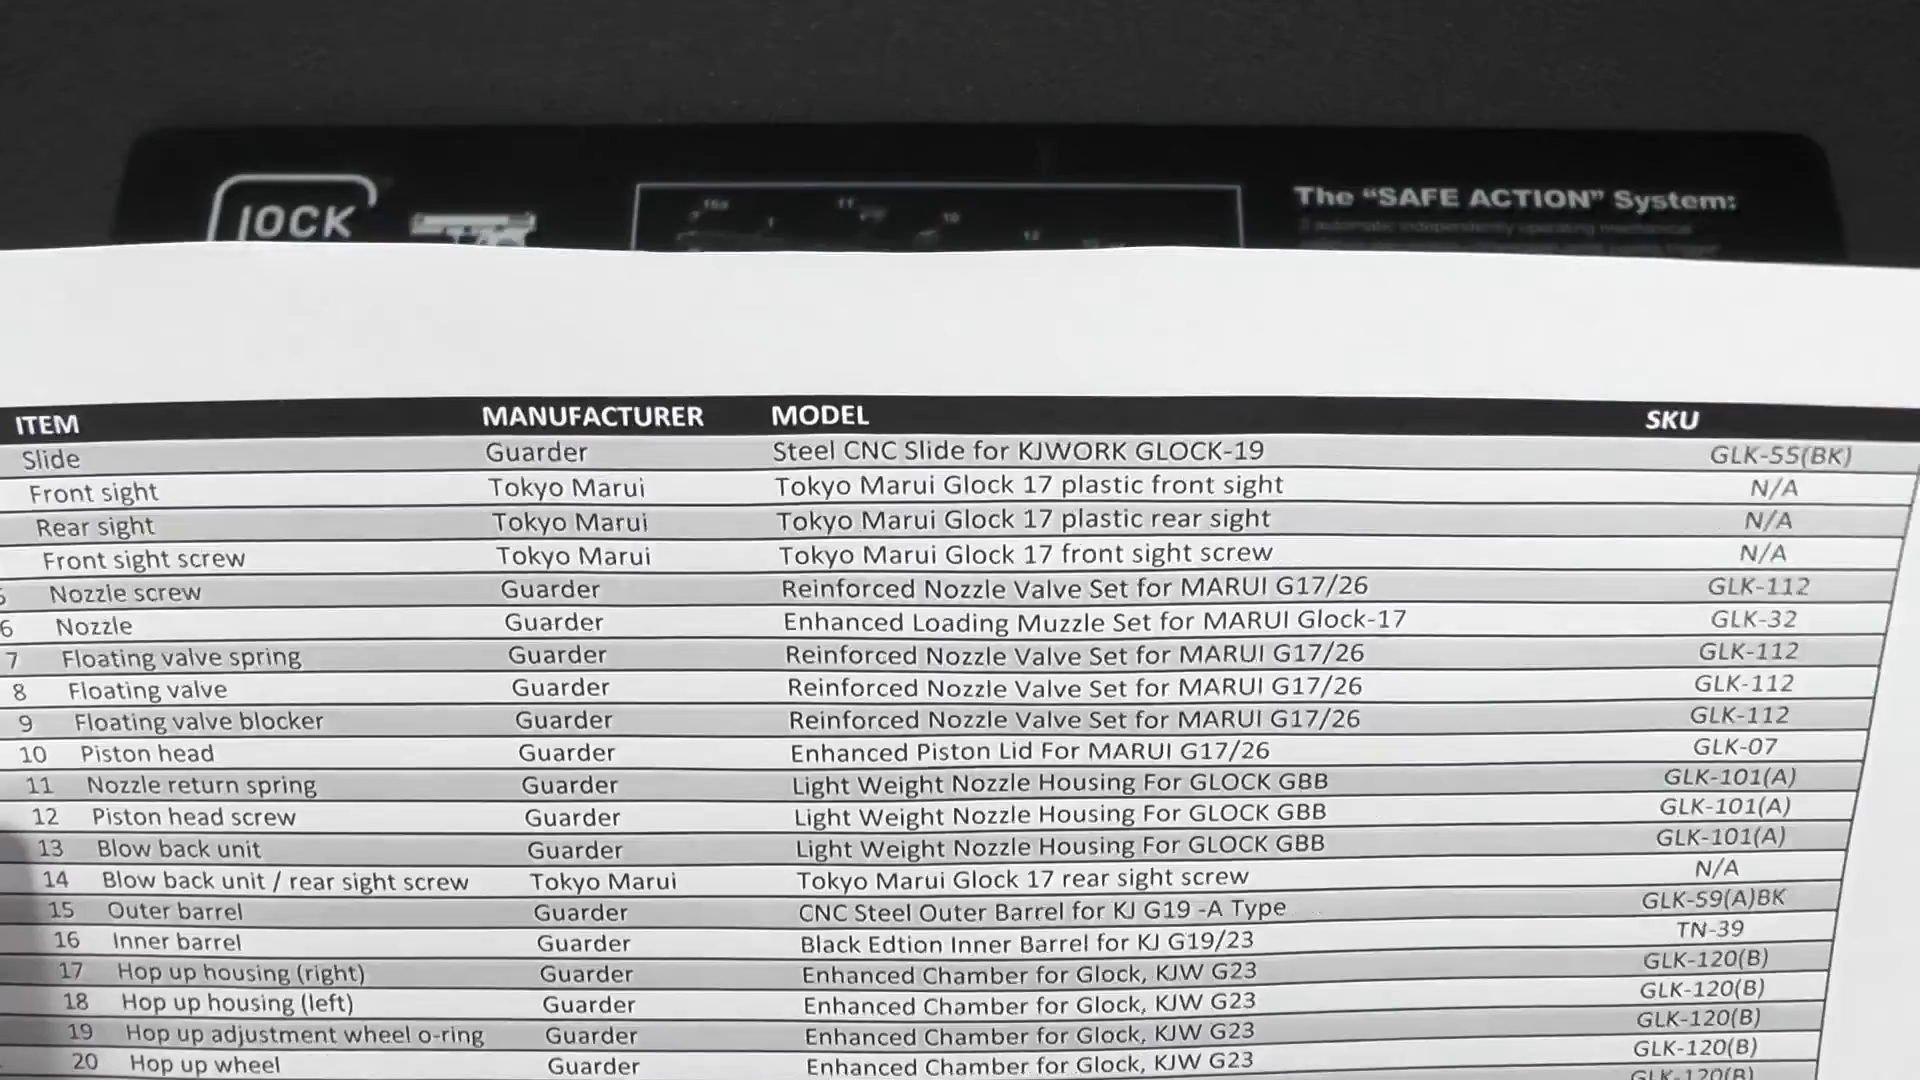 lOCK
The “SAFE ACTION” System:
16a
11
1
10
12
ITEM MANUFACTURER MODEL SKU
Slide Guarder Steel CNC Slide for KJWORK GLOCK-19 GLK-55(BK)
Front sight Tokyo Marui Tokyo Marui Glock 17 plastic front sight N/A
Rear sight Tokyo Marui Tokyo Marui Glock 17 plastic rear sight N/A
Front sight screw Tokyo Marui Tokyo Marui Glock 17 front sight screw N/A
5 Nozzle screw Guarder Reinforced Nozzle Valve Set for MARUI G17/26 GLK-112
6 Nozzle Guarder Enhanced Loading Muzzle Set for MARUI Glock-17 GLK-32
7 Floating valve spring Guarder Reinforced Nozzle Valve Set for MARUI G17/26 GLK-112
8 Floating valve Guarder Reinforced Nozzle Valve Set for MARUI G17/26 GLK-112
9 Floating valve blocker Guarder Reinforced Nozzle Valve Set for MARUI G17/26 GLK-112
10 Piston head Guarder Enhanced Piston Lid For MARUI G17/26 GLK-07
11 Nozzle return spring Guarder Light Weight Nozzle Housing For GLOCK GBB GLK-101(A)
12 Piston head screw Guarder Light Weight Nozzle Housing For GLOCK GBB GLK-101(A)
13 Blow back unit Guarder Light Weight Nozzle Housing For GLOCK GBB GLK-101(A)
14 Blow back unit / rear sight screw Tokyo Marui Tokyo Marui Glock 17 rear sight screw N/A
15 Outer barrel Guarder CNC Steel Outer Barrel for KJ G19 -A Type GLK-59(A)BK
16 Inner barrel Guarder Black Edtion Inner Barrel for KJ G19/23 TN-39
17 Hop up housing (right) Guarder Enhanced Chamber for Glock, KJW G23 GLK-120(B)
18 Hop up housing (left) Guarder Enhanced Chamber for Glock, KJW G23 GLK-120(B)
19 Hop up adjustment wheel o-ring Guarder Enhanced Chamber for Glock, KJW G23 GLK-120(B)
20 Hop up wheel Guarder Enhanced Chamber for Glock, KJW G23 GLK-120(B)
GLK-120(B)